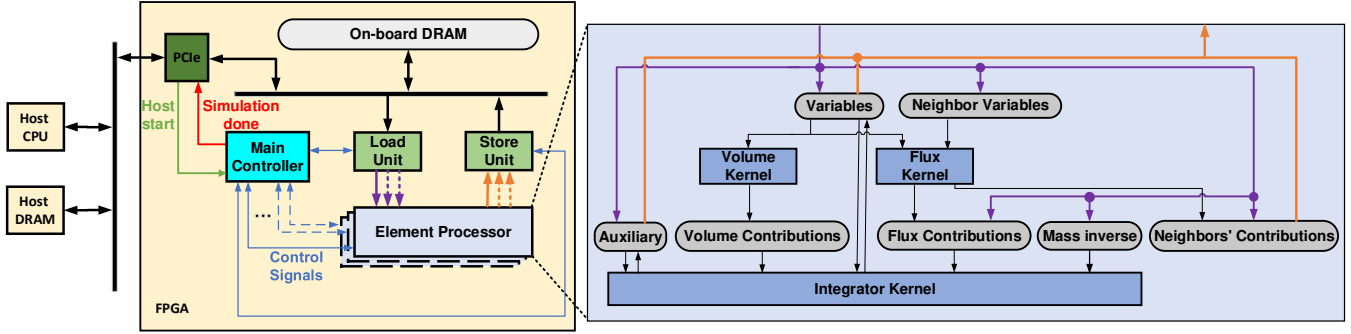 On-board DRAM
PCIe
Host
start
Simulation
done
Host
CPU
Main
Controller
Load
Unit
Store
Unit
Host
DRAM
...
Element Processor
Control
Signals
FPGA
Variables
Neighbor Variables
Volume
Kernel
Flux
Kernel
Auxiliary
Volume Contributions
Flux Contributions
Mass inverse
Neighbors' Contributions
Integrator Kernel